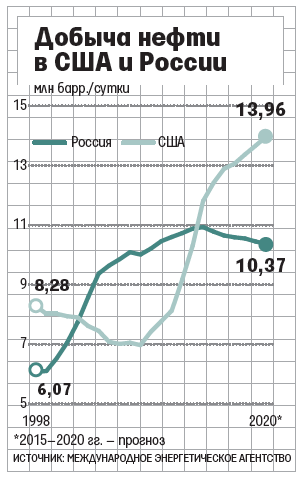 Добыча нефти
в США и России
млн барр./сутки
15
13,96
Россия США
13
11
10,37
9
8,28
7
6,07
5
1998 2020*
*2015–2020 гг. – прогноз
ИСТОЧНИК: МЕЖДУНАРОДНОЕ ЭНЕРГЕТИЧЕСКОЕ АГЕНТСТВО